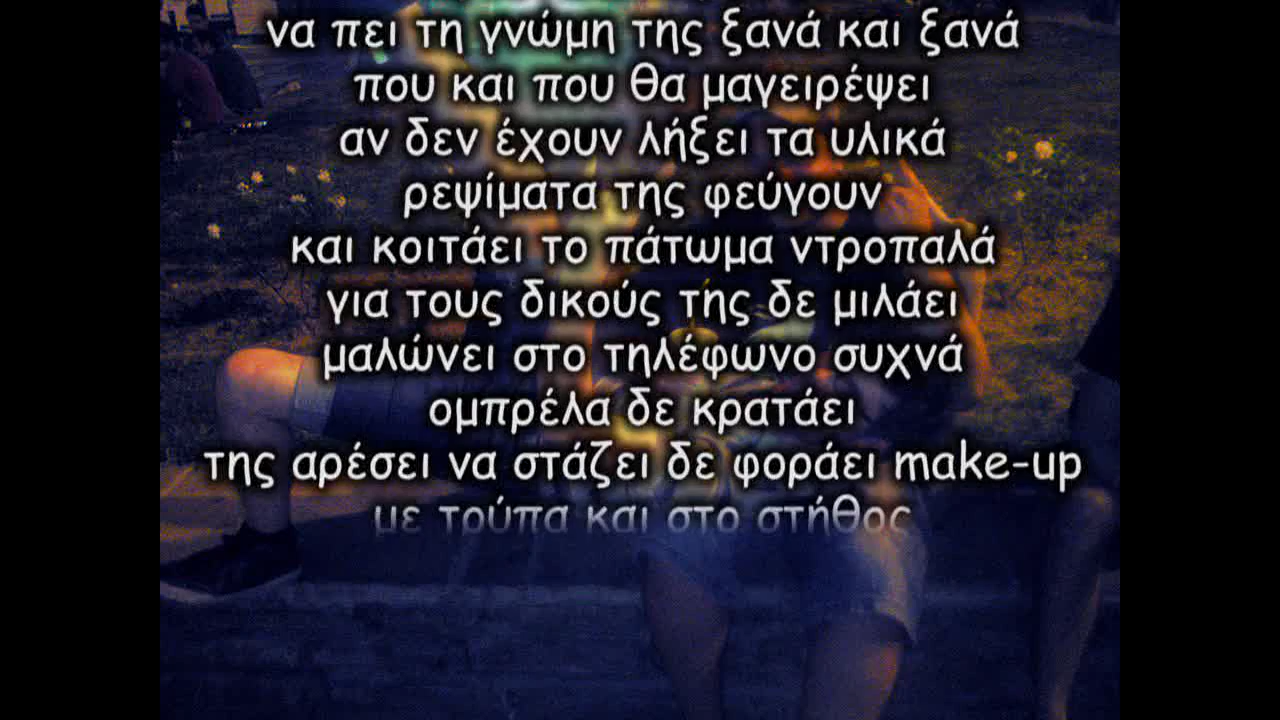 να πει τη γνώμη της ξανά και ξανά
που και που θα μαγειρέψει
αν δεν έχουν λήξει τα υλικά
ρεψίματα της φεύγουν
και κοιτάει το πάτωμα ντροπαλά
για τους δικούς της δε μιλάει
μαλώνει στο τηλέφωνο συχνά
ομπρέλα δε κρατάει
της αρέσει να στάζει δε φοράει make-up
με τρύπα και στο στήθος